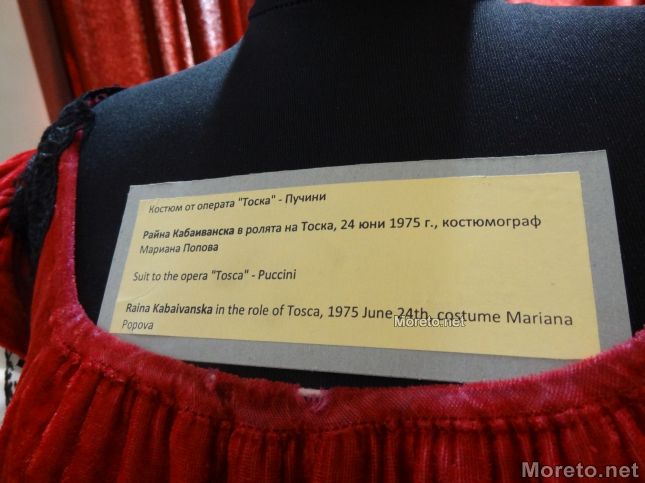 Костюм от операта "Тоска" - Пучини
Райна Кабаиванска в ролята на Тоска, 24 юни 1975 г., костюмограф
Мариана Попова
Suit to the opera "Tosca" - Puccini
Raina Kabaivanska in the role of Tosca, 1975 June 24th, costume Mariana
Popova
Moreto.net
Moreto.net